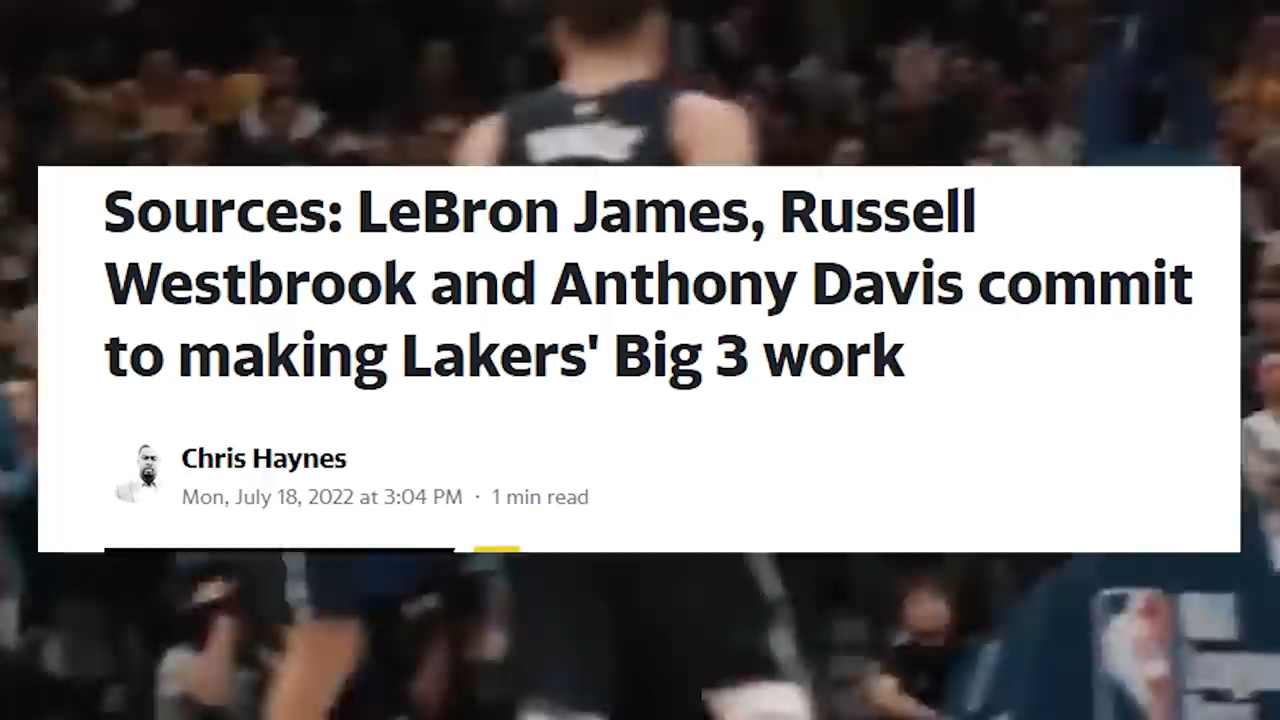 Sources: LeBron James, Russell
Westbrook and Anthony Davis commit
to making Lakers' Big 3 work
Chris Haynes
Mon, July 18, 2022 at 3:04 PM · 1 min read